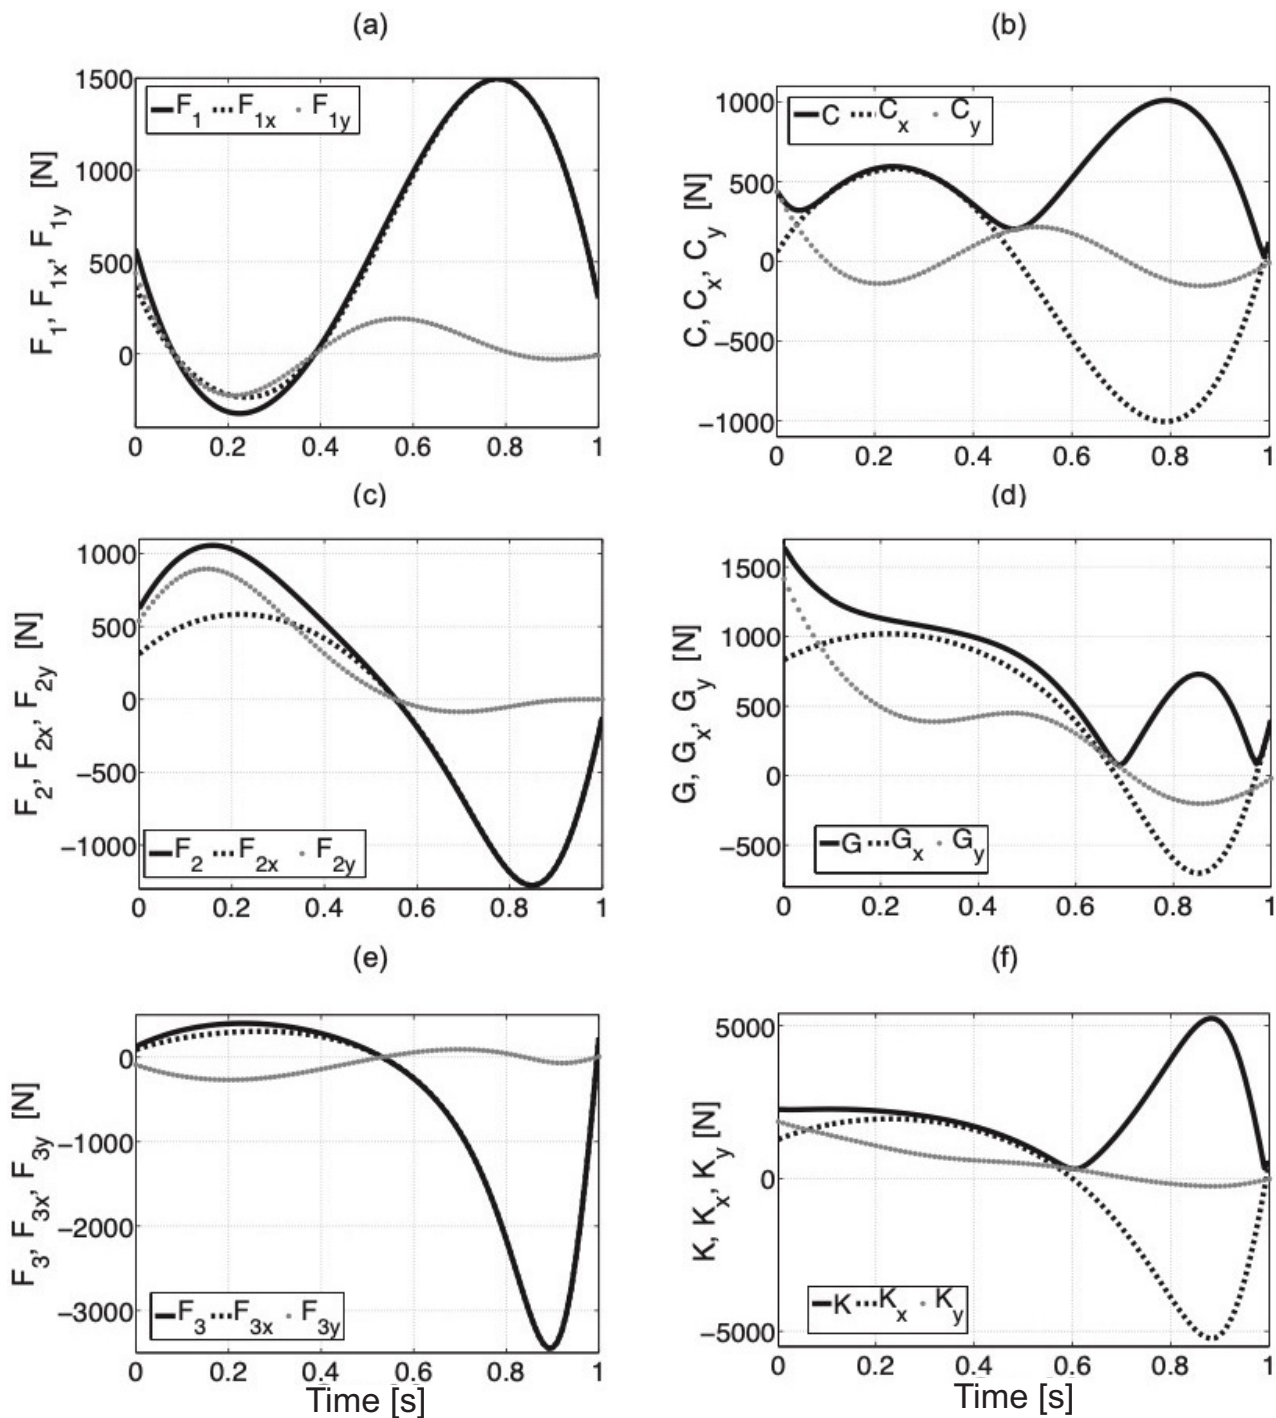 (a)
F1, F1x, F1y [N]
1500
1000
500
0
F1 F1x F1y
0 0.2 0.4 0.6 0.8 1
(b)
C, Cx, Cy [N]
1000
500
0
−500
−1000
C Cx Cy
0 0.2 0.4 0.6 0.8 1
(c)
F2, F2x, F2y [N]
1000
500
0
−500
−1000
F2 F2x F2y
0 0.2 0.4 0.6 0.8 1
(d)
G, Gx, Gy [N]
1500
1000
500
0
−500
G Gx Gy
0 0.2 0.4 0.6 0.8 1
(e)
F3, F3x, F3y [N]
0
−1000
−2000
−3000
F3 F3x F3y
0 0.2 0.4 0.6 0.8 1
Time [s]
(f)
K, Kx, Ky [N]
5000
0
−5000
K Kx Ky
0 0.2 0.4 0.6 0.8 1
Time [s]